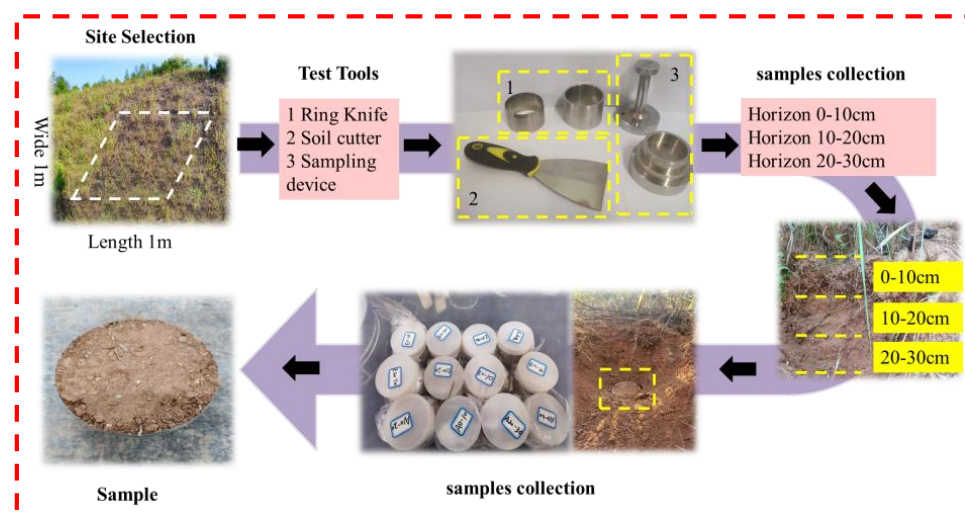 Site Selection
Wide 1m
Length 1m
Test Tools
1 Ring Knife
2 Soil cutter
3 Sampling
device
1
2
3
samples collection
Horizon 0-10cm
Horizon 10-20cm
Horizon 20-30cm
0-10cm
10-20cm
20-30cm
samples collection
Sample